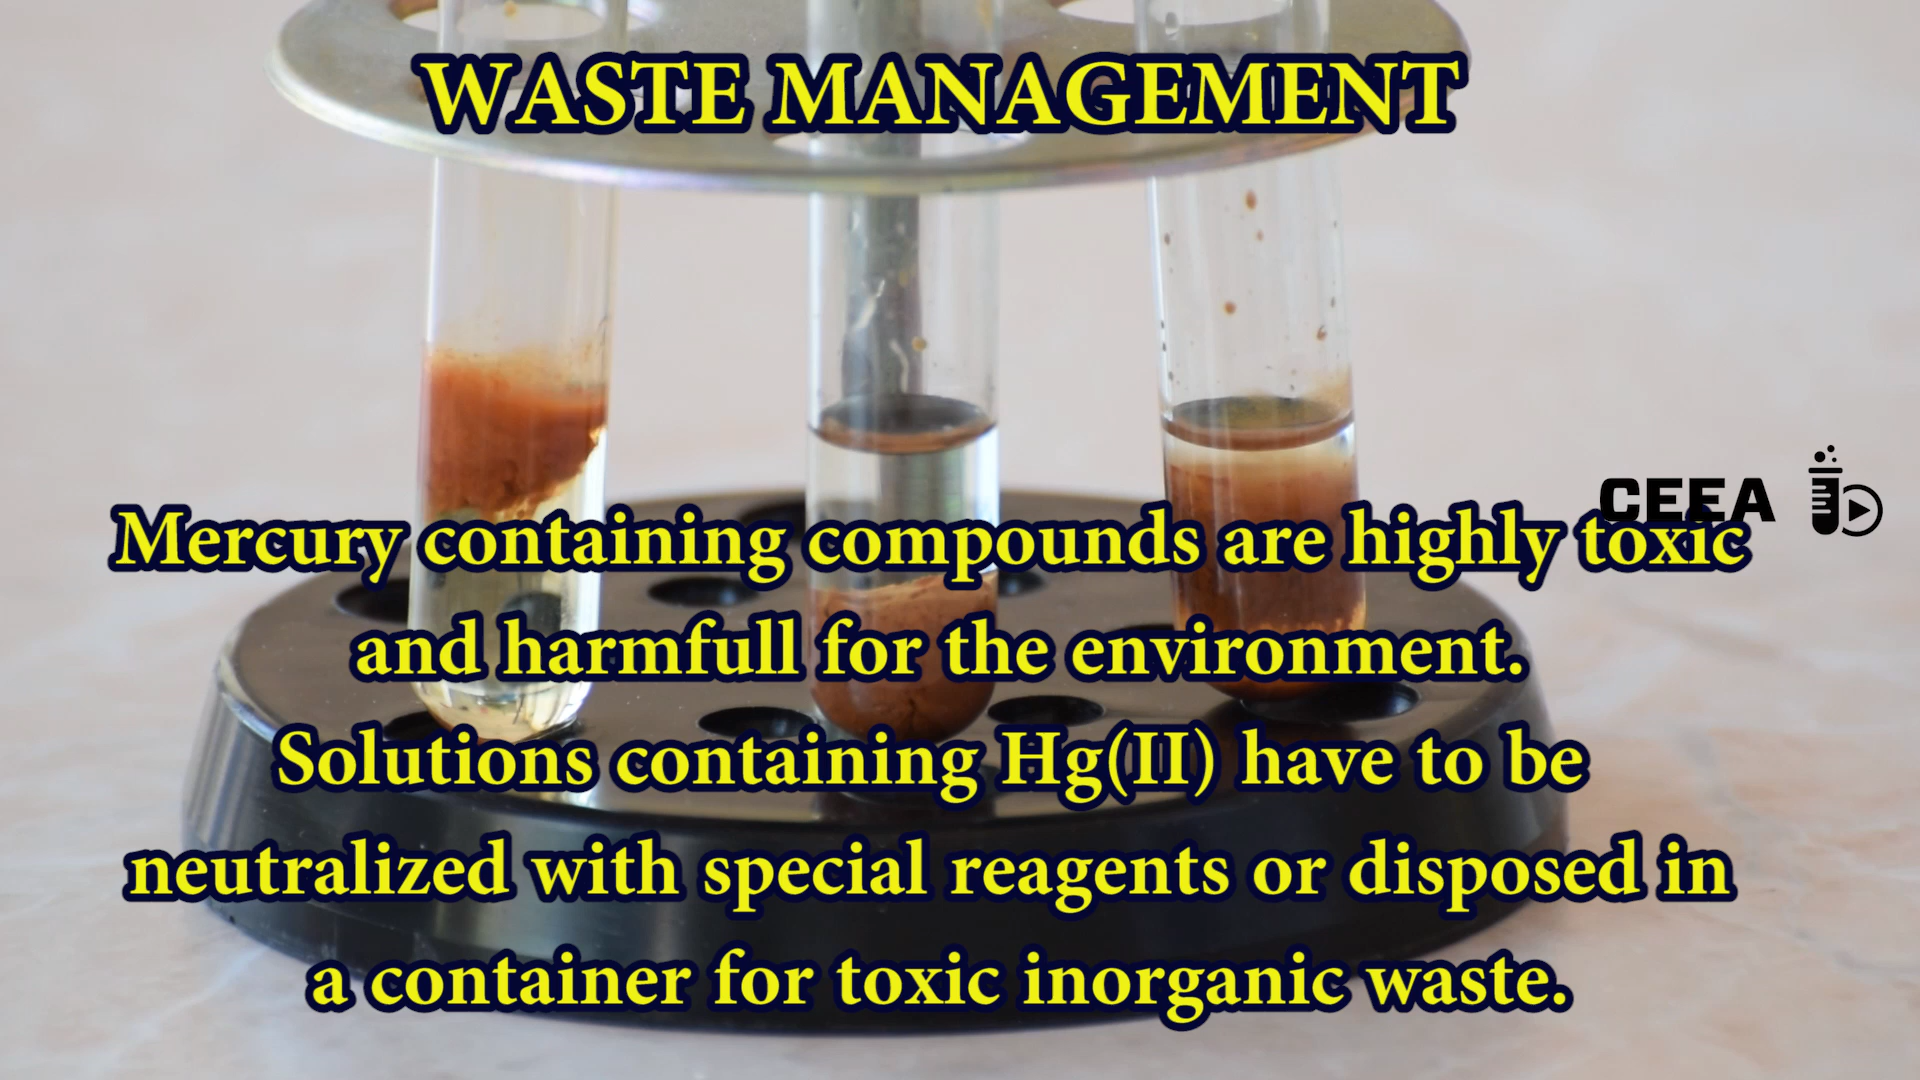 WASTE MANAGEMENT
CEEA
Mercury containing compounds are highly toxic
and harmfull for the environment.
Solutions containing Hg(II) have to be
neutralized with special reagents or disposed in
a container for toxic inorganic waste.